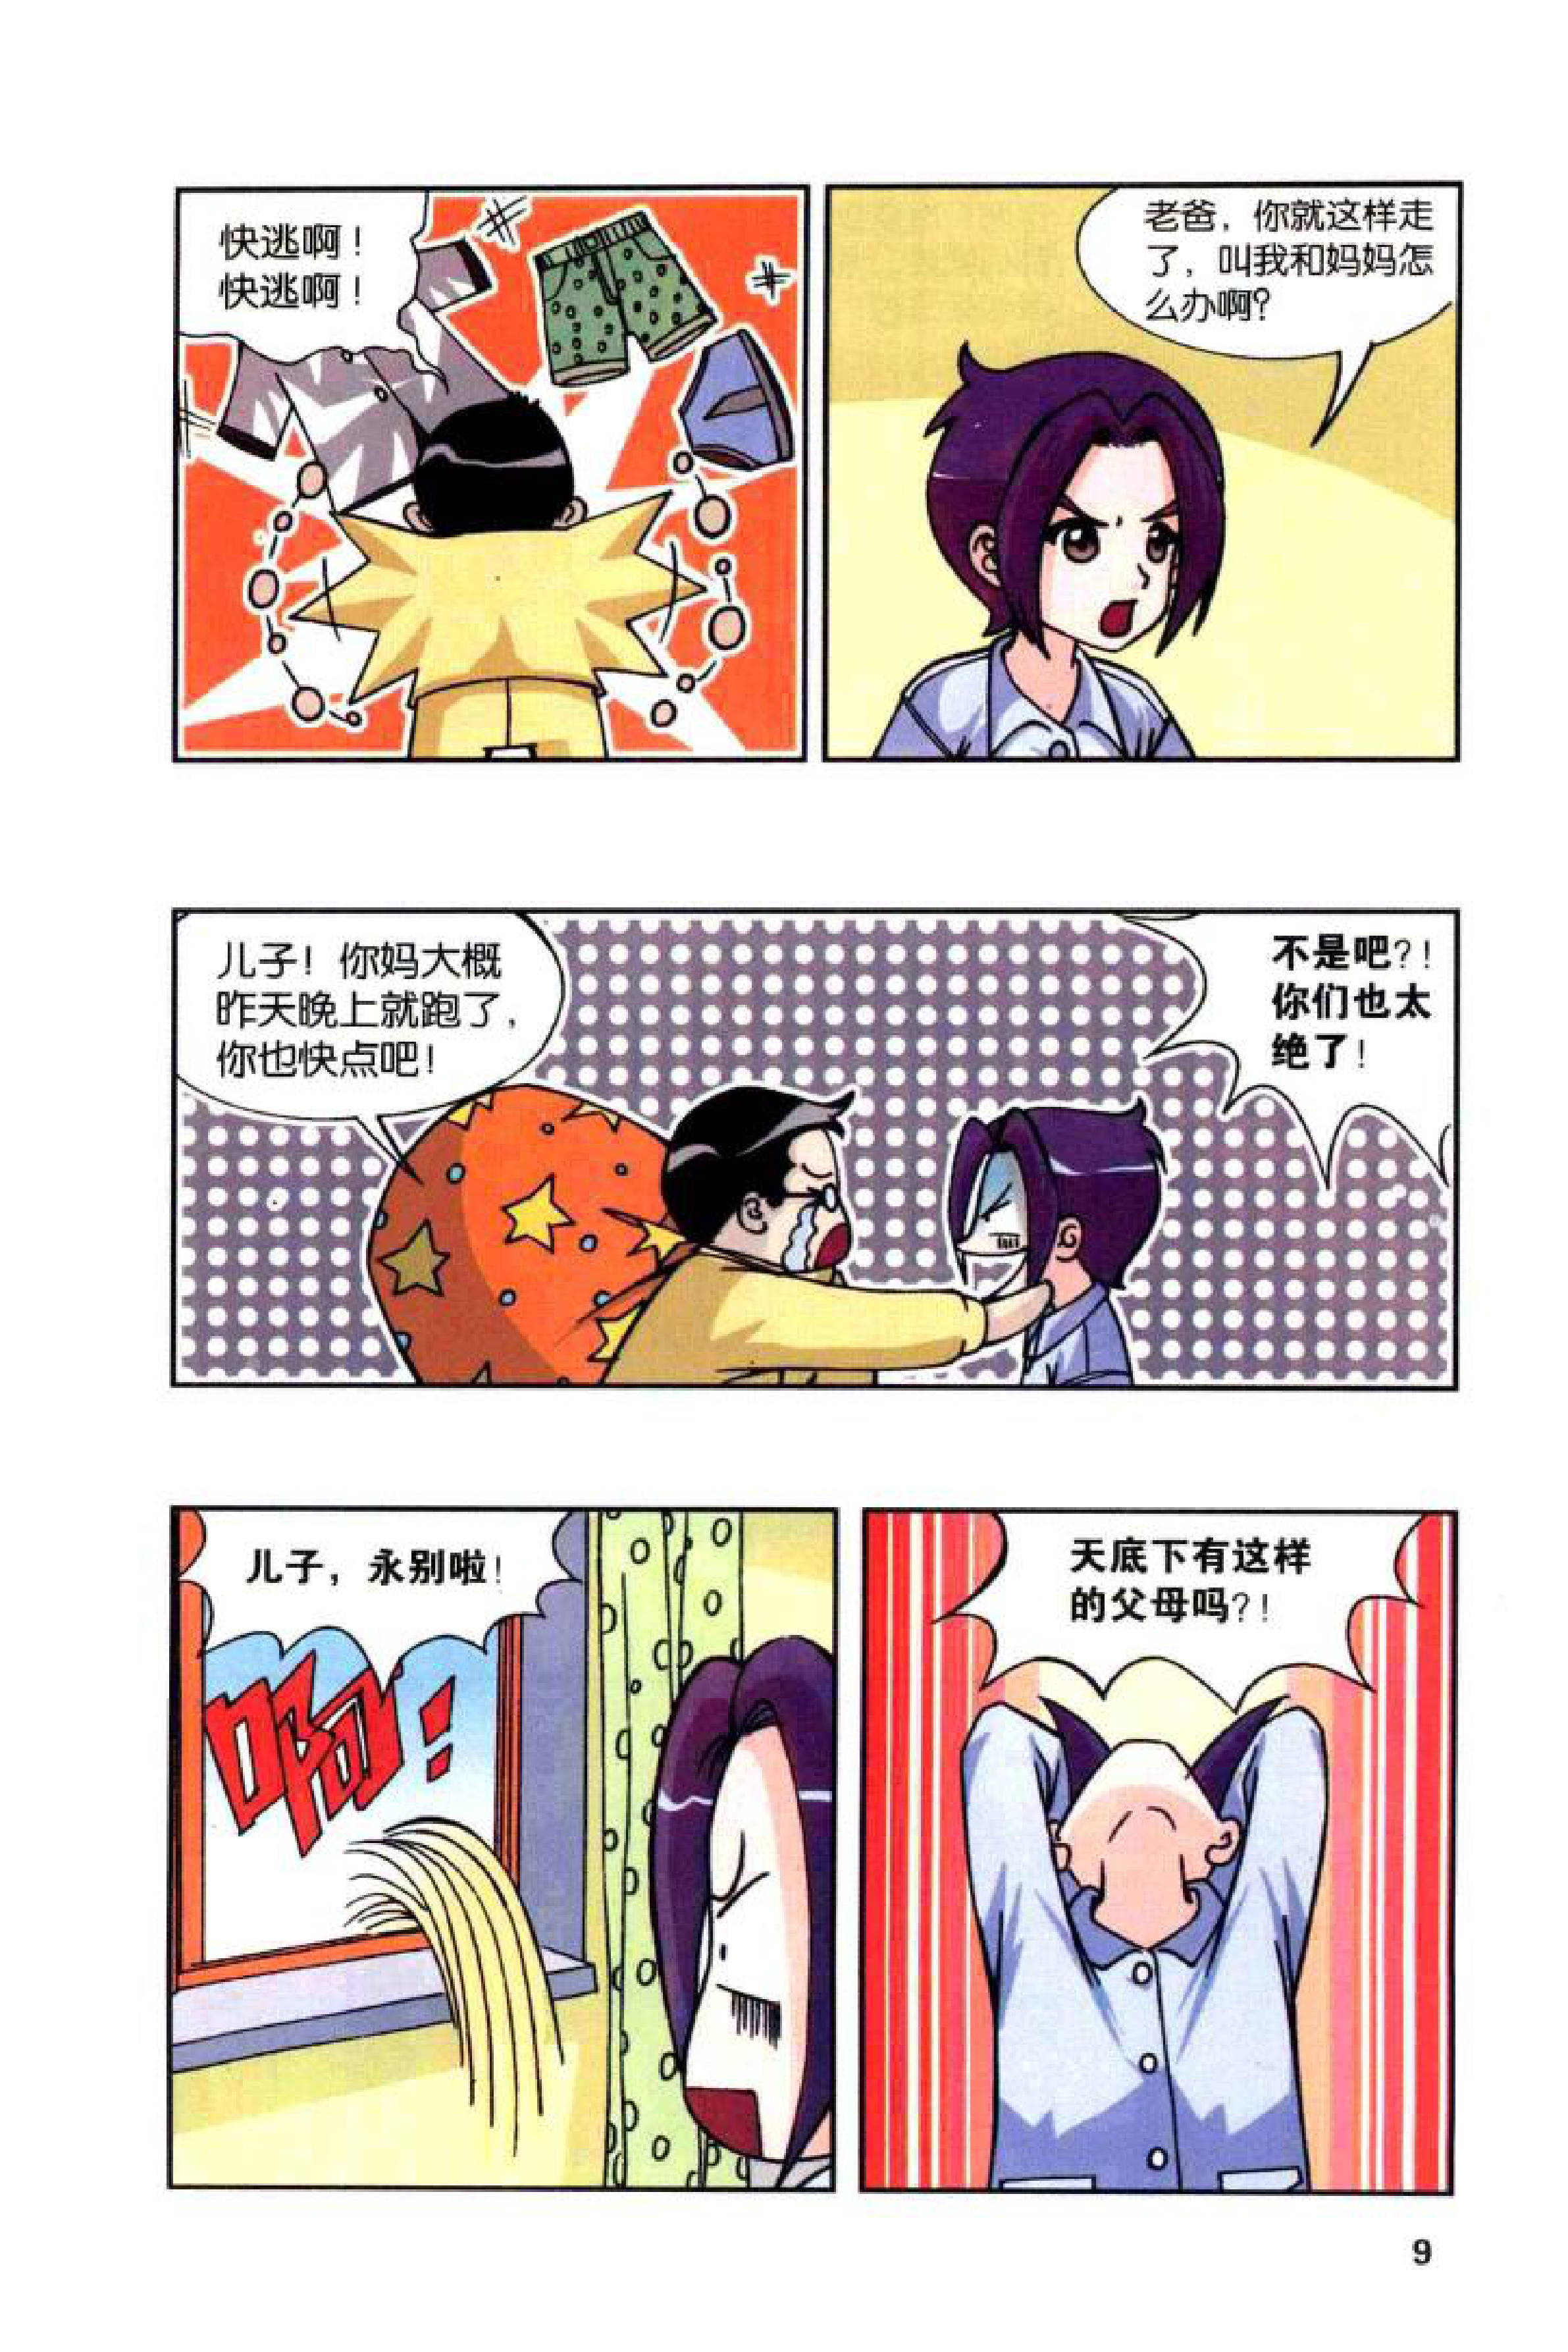 快逃啊！
快逃啊！
老爸，你就这样走
了，叫我和妈妈怎
么办啊？
儿子！你妈大概
昨天晚上就跑了，
你也快点吧！
不是吧？！
你们也太
绝了！
儿子，永别啦！
啊！
天底下有这样
的父母吗？！
9